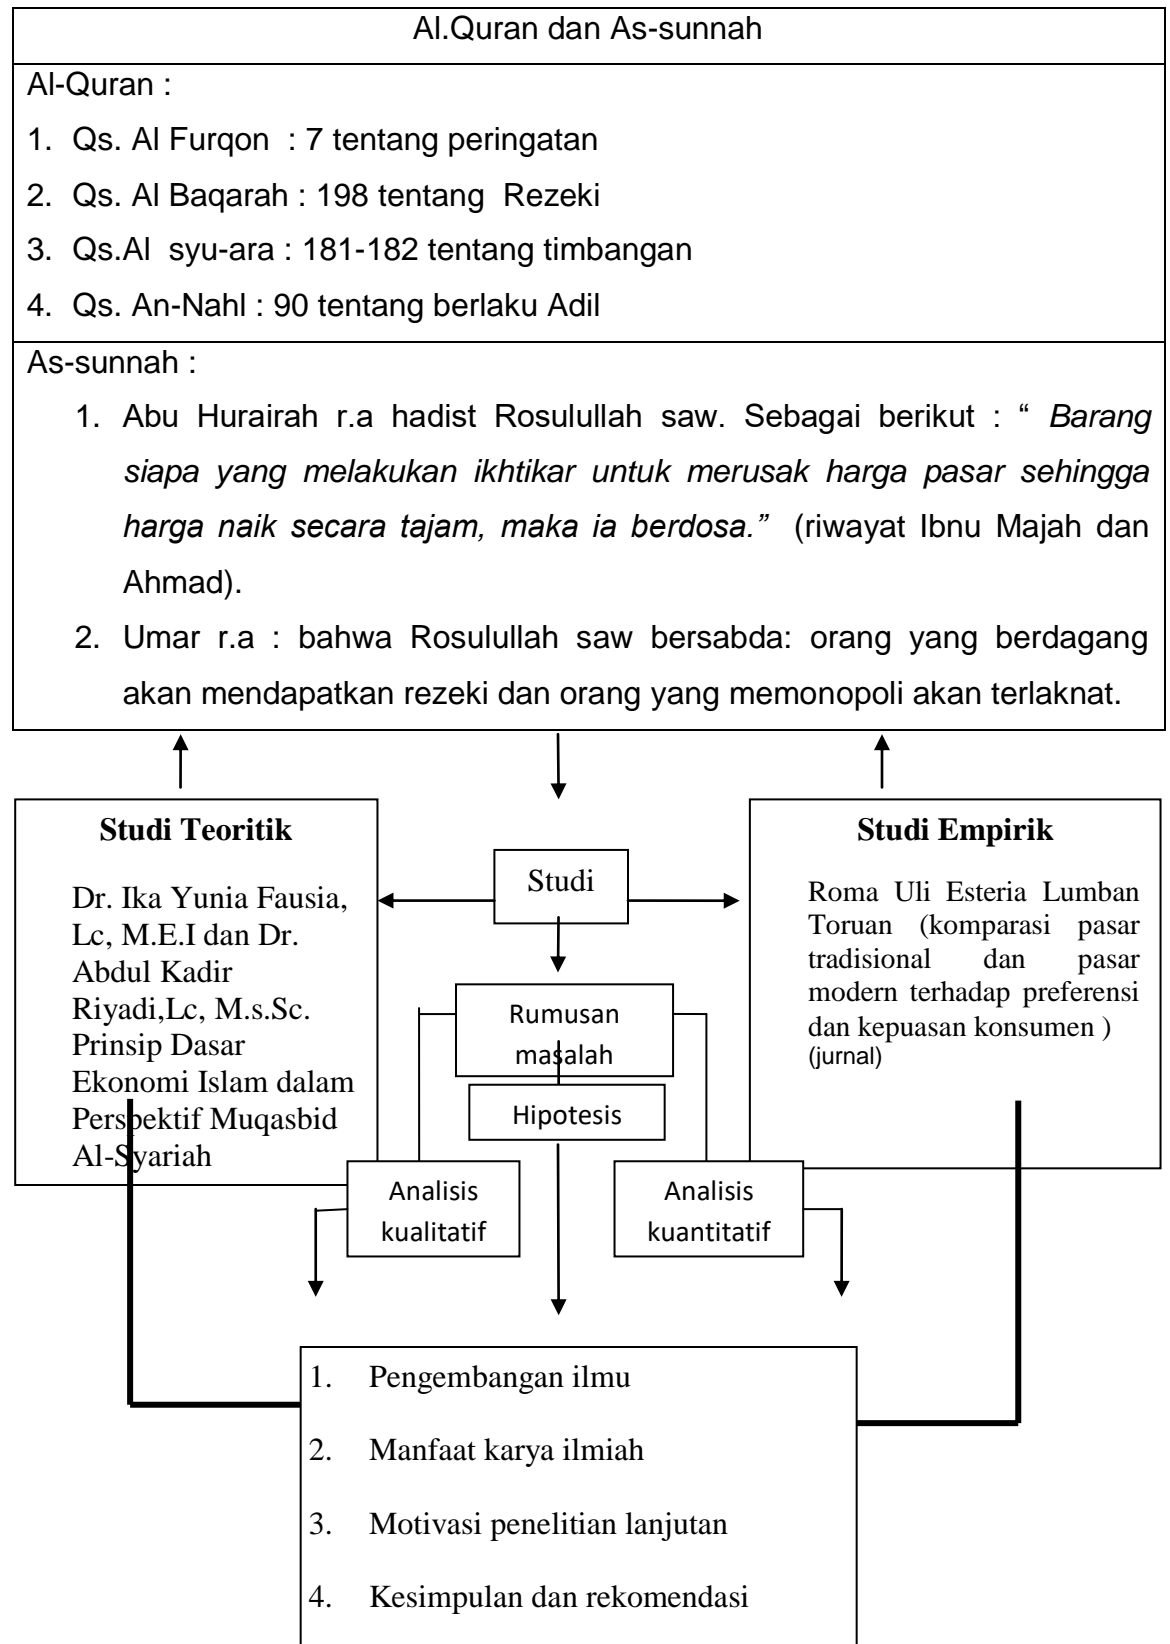 Al.Quran dan As-sunnah
Al-Quran :
1. Qs. Al Furqon : 7 tentang peringatan
2. Qs. Al Baqarah : 198 tentang Rezeki
3. Qs.Al syu-ara : 181-182 tentang timbangan
4. Qs. An-Nahl : 90 tentang berlaku Adil
As-sunnah :
1. Abu Hurairah r.a hadist Rosulullah saw. Sebagai berikut : “ Barang
siapa yang melakukan ikhtikar untuk merusak harga pasar sehingga
harga naik secara tajam, maka ia berdosa.” (riwayat Ibnu Majah dan
Ahmad).
2. Umar r.a : bahwa Rosulullah saw bersabda: orang yang berdagang
akan mendapatkan rezeki dan orang yang memonopoli akan terlaknat.
Studi Teoritik
Dr. Ika Yunia Fausia,
Lc, M.E.I dan Dr.
Abdul Kadir
Riyadi,Lc, M.s.Sc.
Prinsip Dasar
Ekonomi Islam dalam
Perspektif Muqasbid
Al-Syariah
Studi
Rumusan
masalah
Hipotesis
Analisis
kualitatif
Analisis
kuantitatif
Studi Empirik
Roma Uli Esteria Lumban
Toruan (komparasi pasar
tradisional dan pasar
modern terhadap preferensi
dan kepuasan konsumen )
(jurnal)
1. Pengembangan ilmu
2. Manfaat karya ilmiah
3. Motivasi penelitian lanjutan
4. Kesimpulan dan rekomendasi